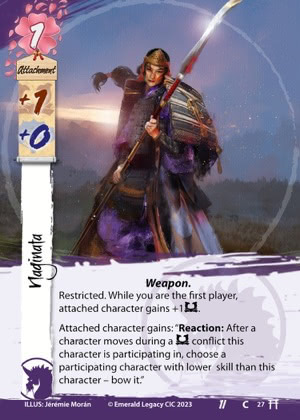 1
Attachment
+1
+0
Naginata
Weapon.
Restricted. While you are the first player,
attached character gains +1.
Attached character gains: "Reaction: After a
character moves during a conflict this
character is participating in, choose a
participating character with lower skill than this
character – bow it."
ILLUS: Jérémie Morán © Emerald Legacy CIC 2023 C 27